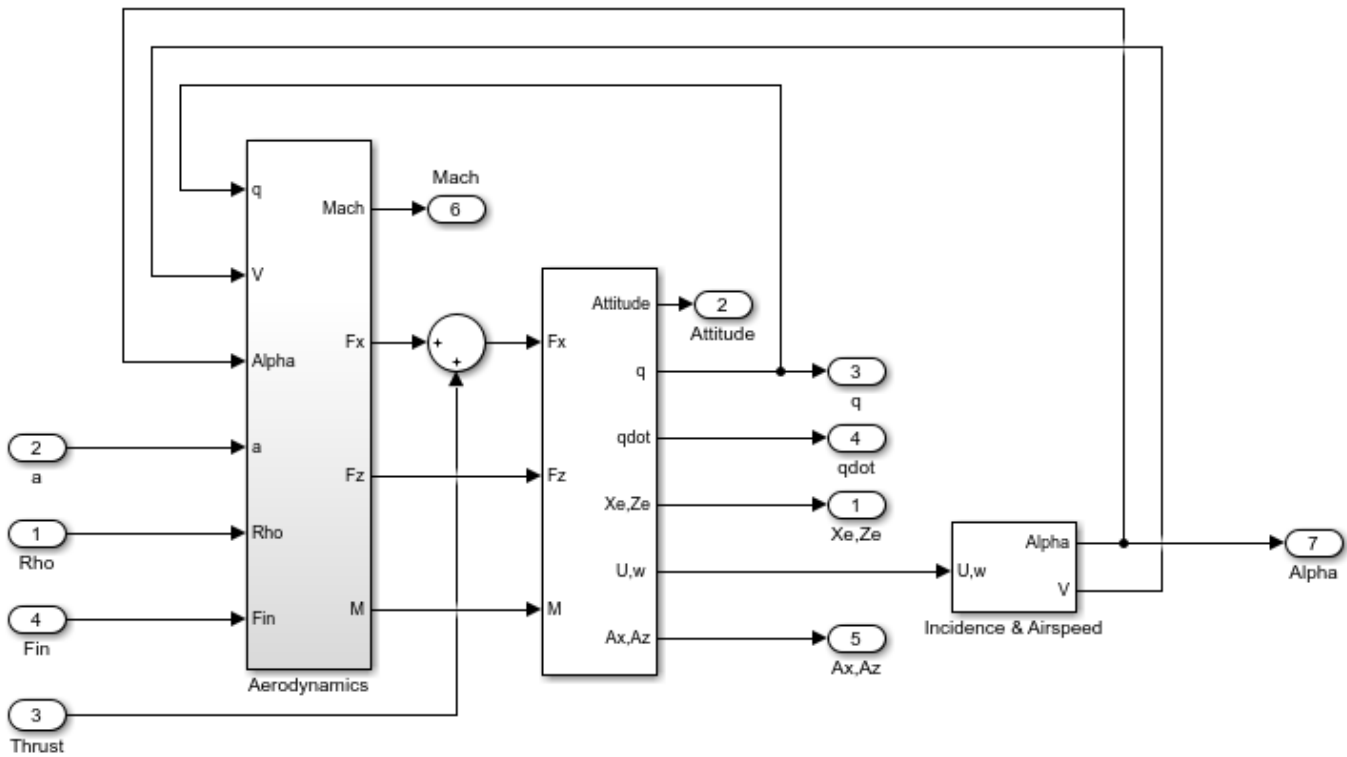 Mach
6
q
Mach
V
Attitude
2
Attitude
Fx
+
+
Fx
Alpha
q
3
q
2
a
a
qdot
4
qdot
Fz
Fz
Xe,Ze
1
Xe,Ze
1
Rho
Rho
Alpha
7
Alpha
U,w
U,w
V
Incidence & Airspeed
4
Fin
Fin
M
M
Ax,Az
5
Ax,Az
Aerodynamics
3
Thrust